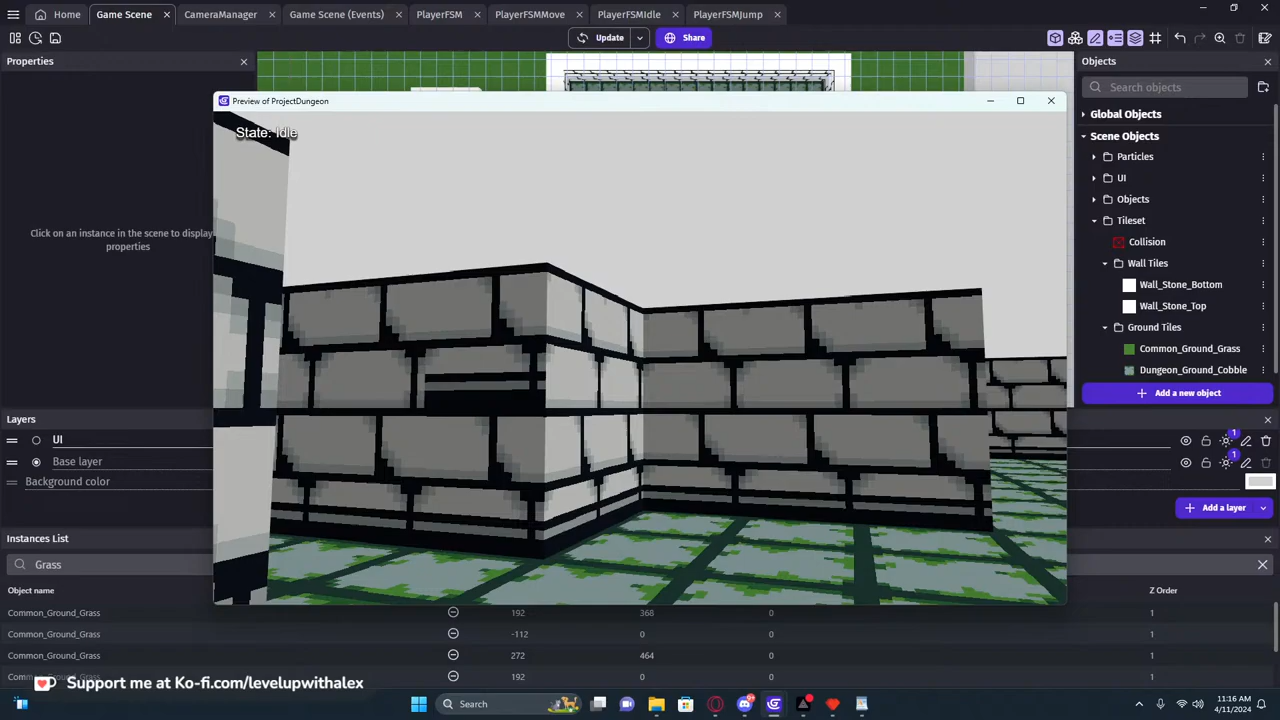 Home
Game Scene
CameraManager
Game Scene (Events)
PlayerFSM
PlayerFSMMove
PlayerFSMIdle
PlayerFSMJump
Update
Share
Properties
Click on an instance in the scene to display
properties
Preview of ProjectDungeon
State: Idle
Objects
Search objects
Global Objects
Scene Objects
Particles
UI
Objects
Tileset
Collision
Wall Tiles
Wall_Stone_Bottom
Wall_Stone_Top
Ground Tiles
Common_Ground_Grass
Dungeon_Ground_Cobble
Add a new object
Layers
UI
1
Base layer
1
Background color
Add a layer
Instances List
Grass
Object name
Z Order
Common_Ground_Grass 192 368 0 1
Common_Ground_Grass -112 0 0 1
Common_Ground_Grass 272 464 0 1
192 0 0 1
Support me at Ko-fi.com/levelupwithalex
Search
11:16 AM
4/11/2024